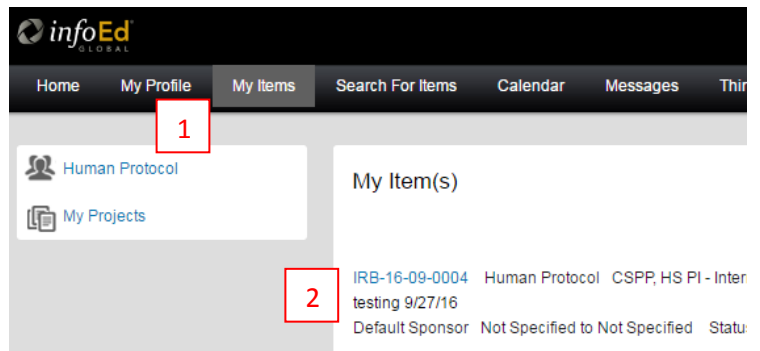 infoEd
GLOBAL
Home My Profile My Items Search For Items Calendar Messages
1
Human Protocol
My Projects
My Item(s)
IRB-16-09-0004 Human Protocol CSPP, HS PI -
2
testing 9/27/16
Default Sponsor Not Specified to Not Specified